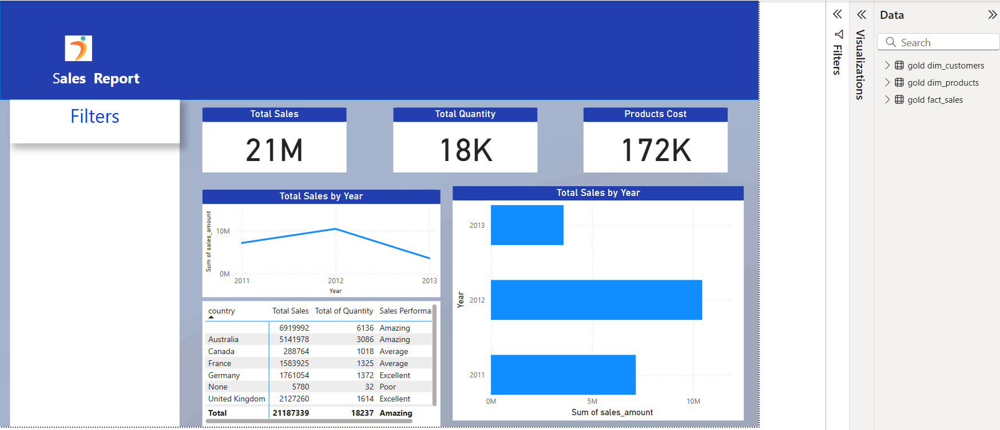 Sales Report
Filters
Total Sales
21M
Total Quantity
18K
Products Cost
172K
Total Sales by Year
Sum of sales_amount
10M
0M
2011 2012 2013
Year
country Total Sales Total of Quantity Sales Performa
6919992 6136 Amazing
Australia 5141978 3086 Amazing
Canada 288764 1018 Average
France 1583925 1325 Average
Germany 1761054 1372 Excellent
None 5780 32 Poor
United Kingdom 2127260 1614 Excellent
Total 21187339 18237 Amazing
Total Sales by Year
Year
2013
2012
2011
0M 5M 10M
Sum of sales_amount
Filters
Visualizations
Data
Search
gold dim_customers
gold dim_products
gold fact_sales